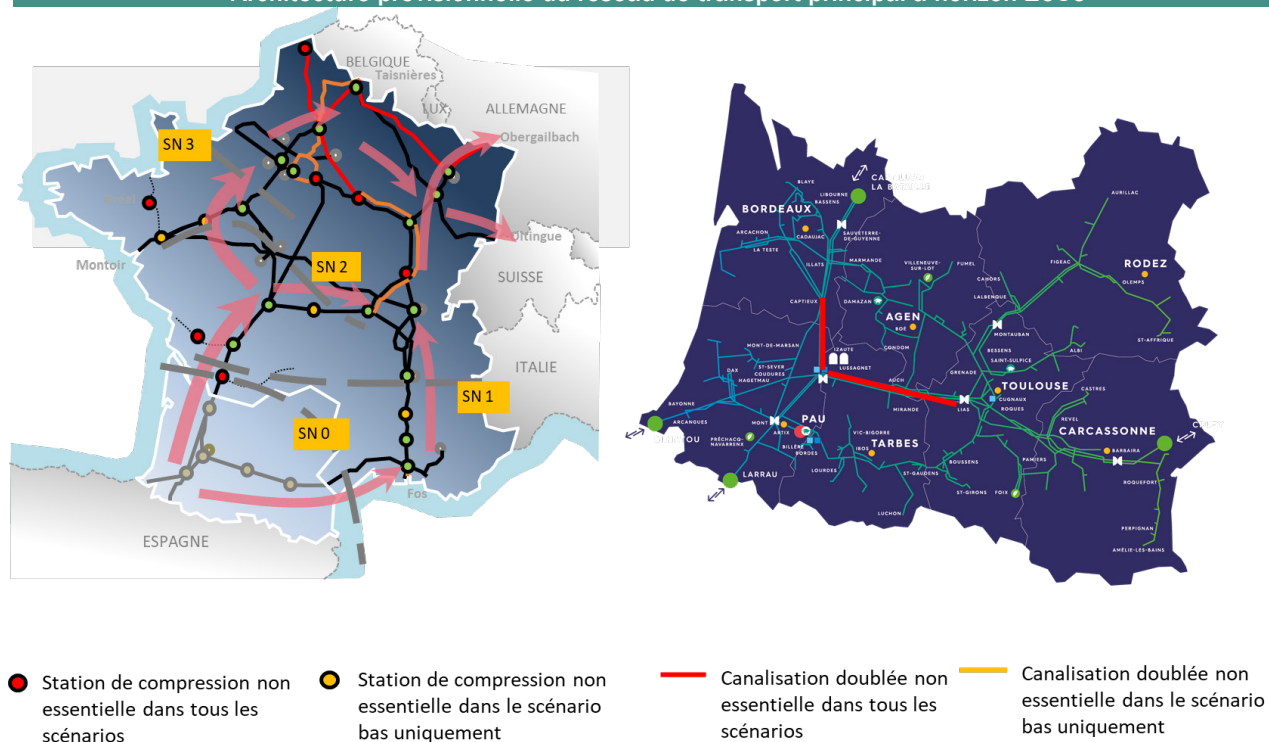 BELGIQUE
Taisnières
LUX
ALLEMAGNE
Obergailbach
SN 3
Oltingue
SN 2
Montoir
SUISSE
ITALIE
SN 1
SN 0
Fos
ESPAGNE
BLAYE
LIBOURNE
BASSENS
BORDEAUX
CADAUJAC
SAUVETERRE-
DE-GUYENNE
ARCACHON
LA TESTE
ILLATS
MARMANDE
VILLENEUVE-
SUR-LOT
FUMEL
CAPTIEUX
DAMAZAN
AGEN
BOÉ
CONDOM
AURILLAC
FIGEAC
RODEZ
OLEMPS
CAHORS
LALBENQUE
MONTAUBAN
ST-AFFRIQUE
BESSENS
SAINT-SULPICE
ALBI
MONT-DE-MARSAN
IZAUTE
LUSSAGNET
ST-SEVER
COUDURES
HAGETMAU
DAX
GRENADE
TOULOUSE
CUGNAUX
ROQUES
AUCH
MIRANDE
LIAS
CASTRES
REVEL
BAYONNE
ARCANGUES
MONT
ARTIX
PAU
CARCASSONNE
BARBAIRA
PRÉCHACQ-
NAVARRENX
BILLÈRE
BORDES
VIC-BIGORRE
IBOS
TARBES
LOURDES
BOUSSENS
PAMIERS
ROQUEFORT
LARRAU
ST-GAUDENS
ST-GIRONS
FOIX
LUCHON
PERPIGNAN
AMÉLIE-LES-BAINS
Station de compression non
essentielle dans tous les
scénarios
Station de compression non
essentielle dans le scénario
bas uniquement
Canalisation doublée non
essentielle dans tous les
scénarios
Canalisation doublée non
essentielle dans le scénario
bas uniquement